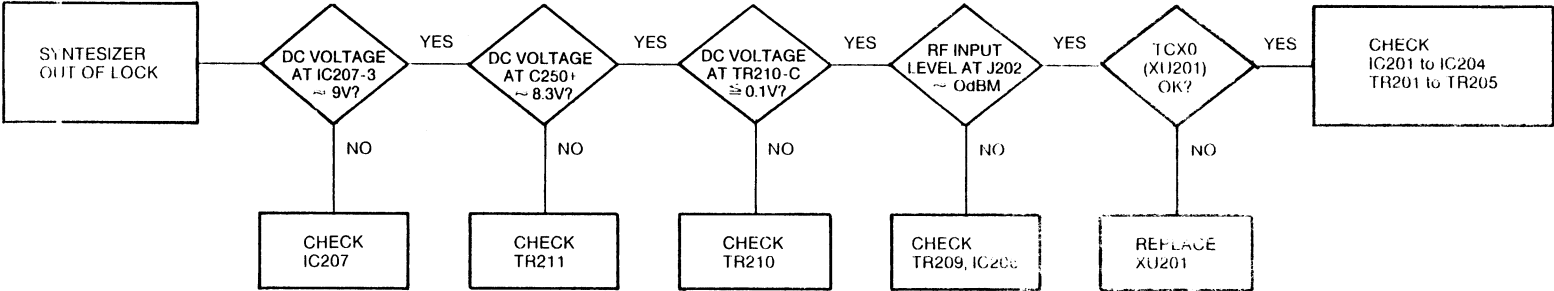 SYNTESIZER
OUT OF LOCK
DC VOLTAGE
AT IC207-3
~ 9V?
YES
NO
CHECK
IC207
DC VOLTAGE
AT C250+
~ 8.3V?
YES
NO
CHECK
TR211
DC VOLTAGE
AT TR210-C
≦ 0.1V?
YES
NO
CHECK
TR210
RF INPUT
LEVEL AT J202
~ 0dBM
YES
NO
CHECK
TR209,
TCX0
(XU201)
OK?
YES
NO
REPLACE
XU201
CHECK
IC201 to IC204
TR201 to TR205